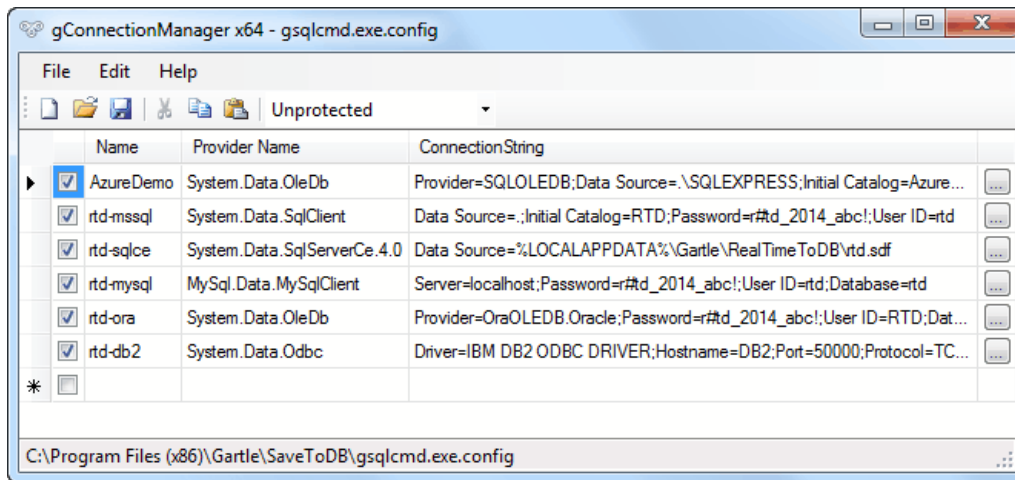 gConnectionManager x64 - gsqlcmd.exe.config
File Edit Help
Unprotected
Name Provider Name ConnectionString
AzureDemo System.Data.OleDb Provider=SQLOLEDB;Data Source=.\SQLEXPRESS;Initial Catalog=Azure... ...
rtd-mssql System.Data.SqlClient Data Source=.;Initial Catalog=RTD;Password=r#td_2014_abc!;User ID=rtd ...
rtd-sqlce System.Data.SqlServerCe.4.0 Data Source=%LOCALAPPDATA%\Gartle\RealTimeToDB\rtd.sdf ...
rtd-mysql MySql.Data.MySqlClient Server=localhost;Password=r#td_2014_abc!;User ID=rtd;Database=rtd ...
rtd-ora System.Data.OleDb Provider=OraOLEDB.Oracle;Password=r#td_2014_abc!;User ID=RTD;Dat... ...
rtd-db2 System.Data.Odbc Driver=IBM DB2 ODBC DRIVER;Hostname=DB2;Port=50000;Protocol=TC... ...
C:\Program Files (x86)\Gartle\SaveToDB\gsqlcmd.exe.config